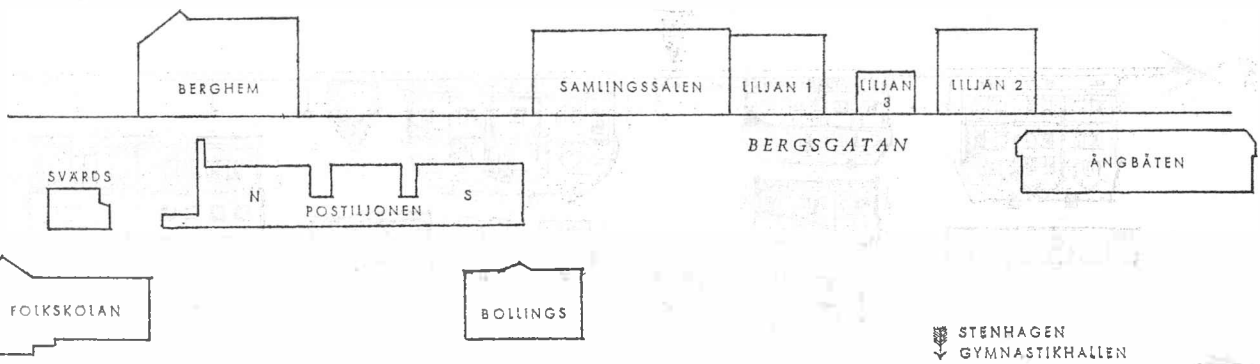 BERGHEM
SAMLINGSSALEN
LILJAN 1
LILJAN
3
LILJAN 2
BERGSGATAN
ÅNGBÅTEN
SVÄRDS
N
POSTILJONEN
S
FOLKSKOLAN
BOLLINGS
STENHAGEN
GYMNASTIKHALLEN